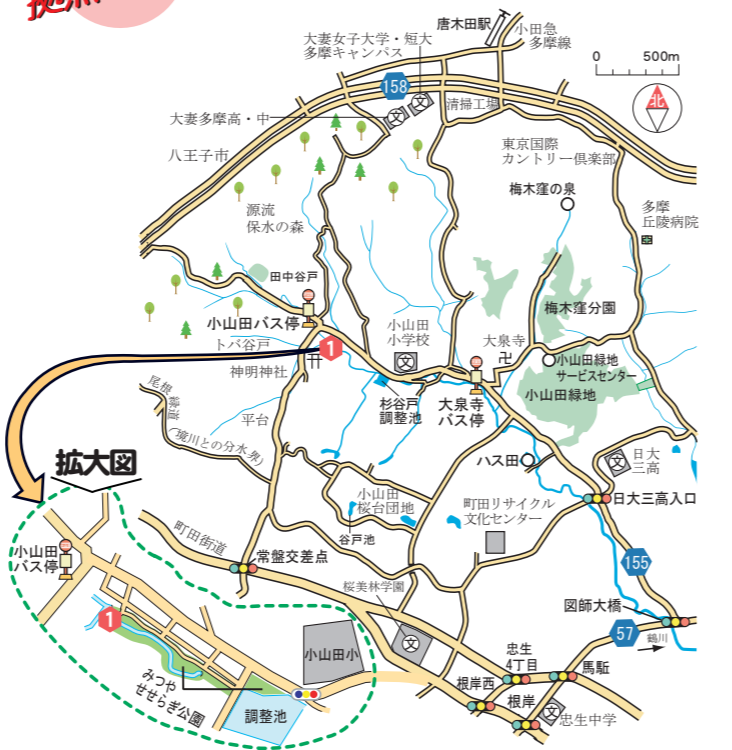 拠点
唐木田駅
小田急
多摩線
0 500m
北
大妻女子大学・短大
多摩キャンパス
158
文
文
清掃工場
大妻多摩高・中
八王子市
東京国際
カントリー倶楽部
梅木窪の泉
多摩
丘陵病院
源流
保水の森
田中谷戸
梅木窪分園
小山田バス停
トバ谷戸
1
神明神社
小山田
小学校
文
大泉寺
卍
小山田緑地
サービスセンター
小山田緑地
杉谷戸
調整池
大泉寺
バス停
尾根緑道
(境川との分水界)
平台
拡大図
ハス田
文
日大
三高
小山田
桜台団地
町田リサイクル
文化センター
日大三高入口
谷戸池
町田街道
常盤交差点
155
小山田
バス停
桜美林学園
文
図師大橋
57
鶴川
1
小山田小
忠生
4丁目
馬駈
みつや
せせらぎ公園
調整池
根岸西
根岸
文
忠生中学